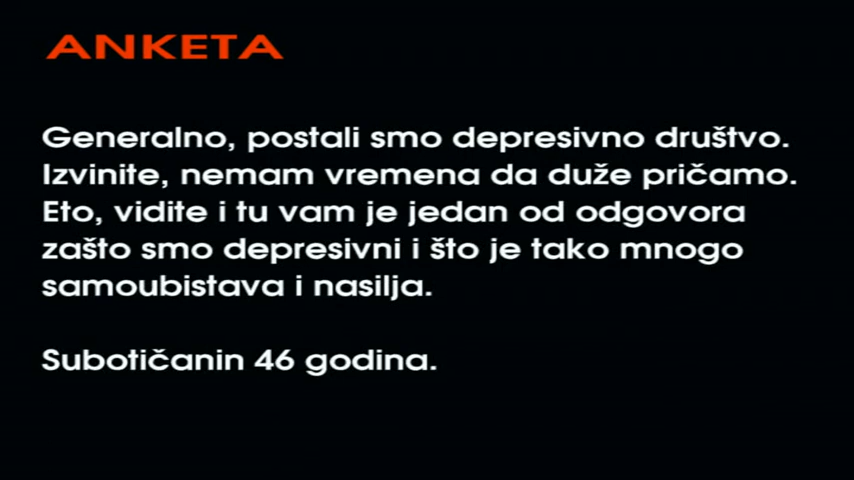 ANKETA
Generalno, postali smo depresivno društvo.
Izvinite, nemam vremena da duže pričamo.
Eto, vidite i tu vam je jedan od odgovora
zašto smo depresivni i što je tako mnogo
samoubistava i nasilja.
Subotičanin 46 godina.